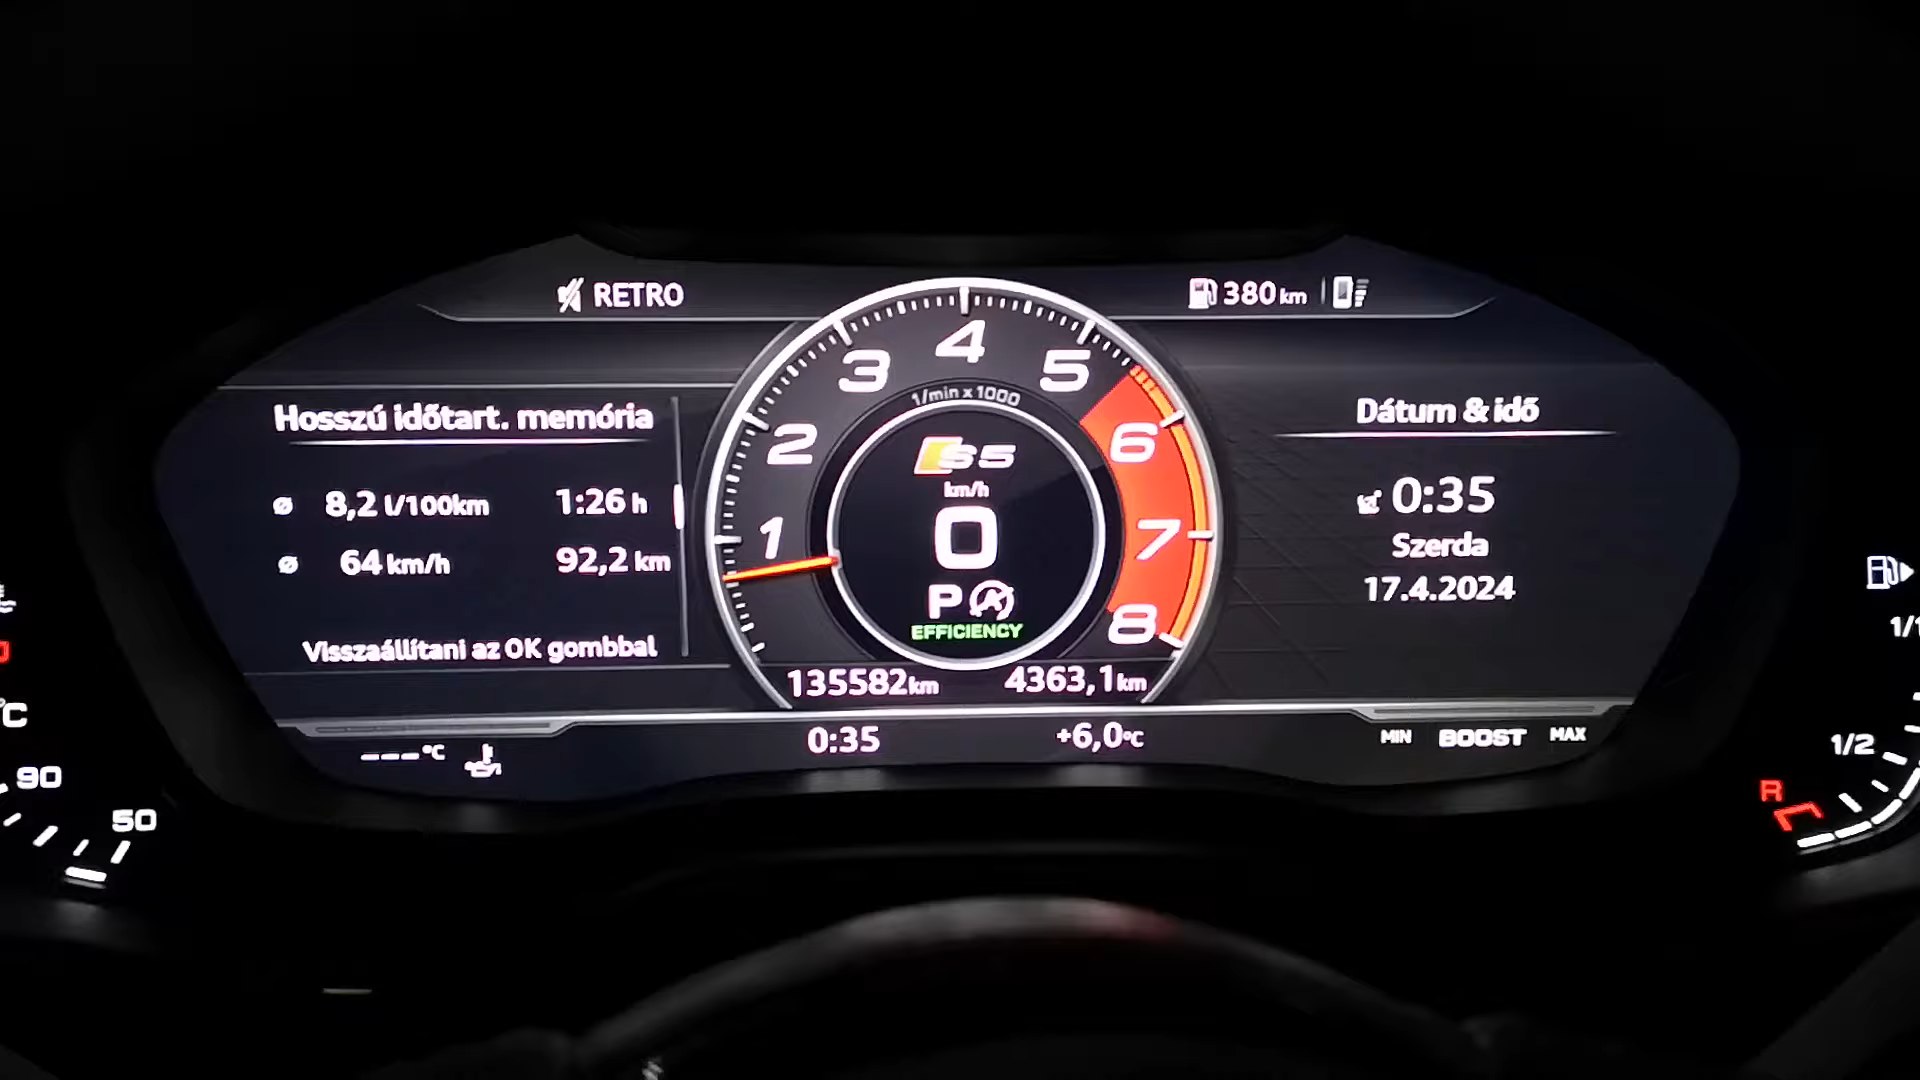 RETRO
380 km
Hosszú időtart. memória
ø 8,2 l/100km 1:26 h
ø 64 km/h 92,2 km
Visszaállítani az OK gombbal
1 2 3 4 5 6 7 8
1/min x 1000
S5
km/h
0
P A
EFFICIENCY
135582 km 4363,1 km
Dátum & idő
0:35
Szerda
17.4.2024
---°C 0:35 +6,0°C MIN BOOST MAX
°C
90
50
1/1
1/2
R